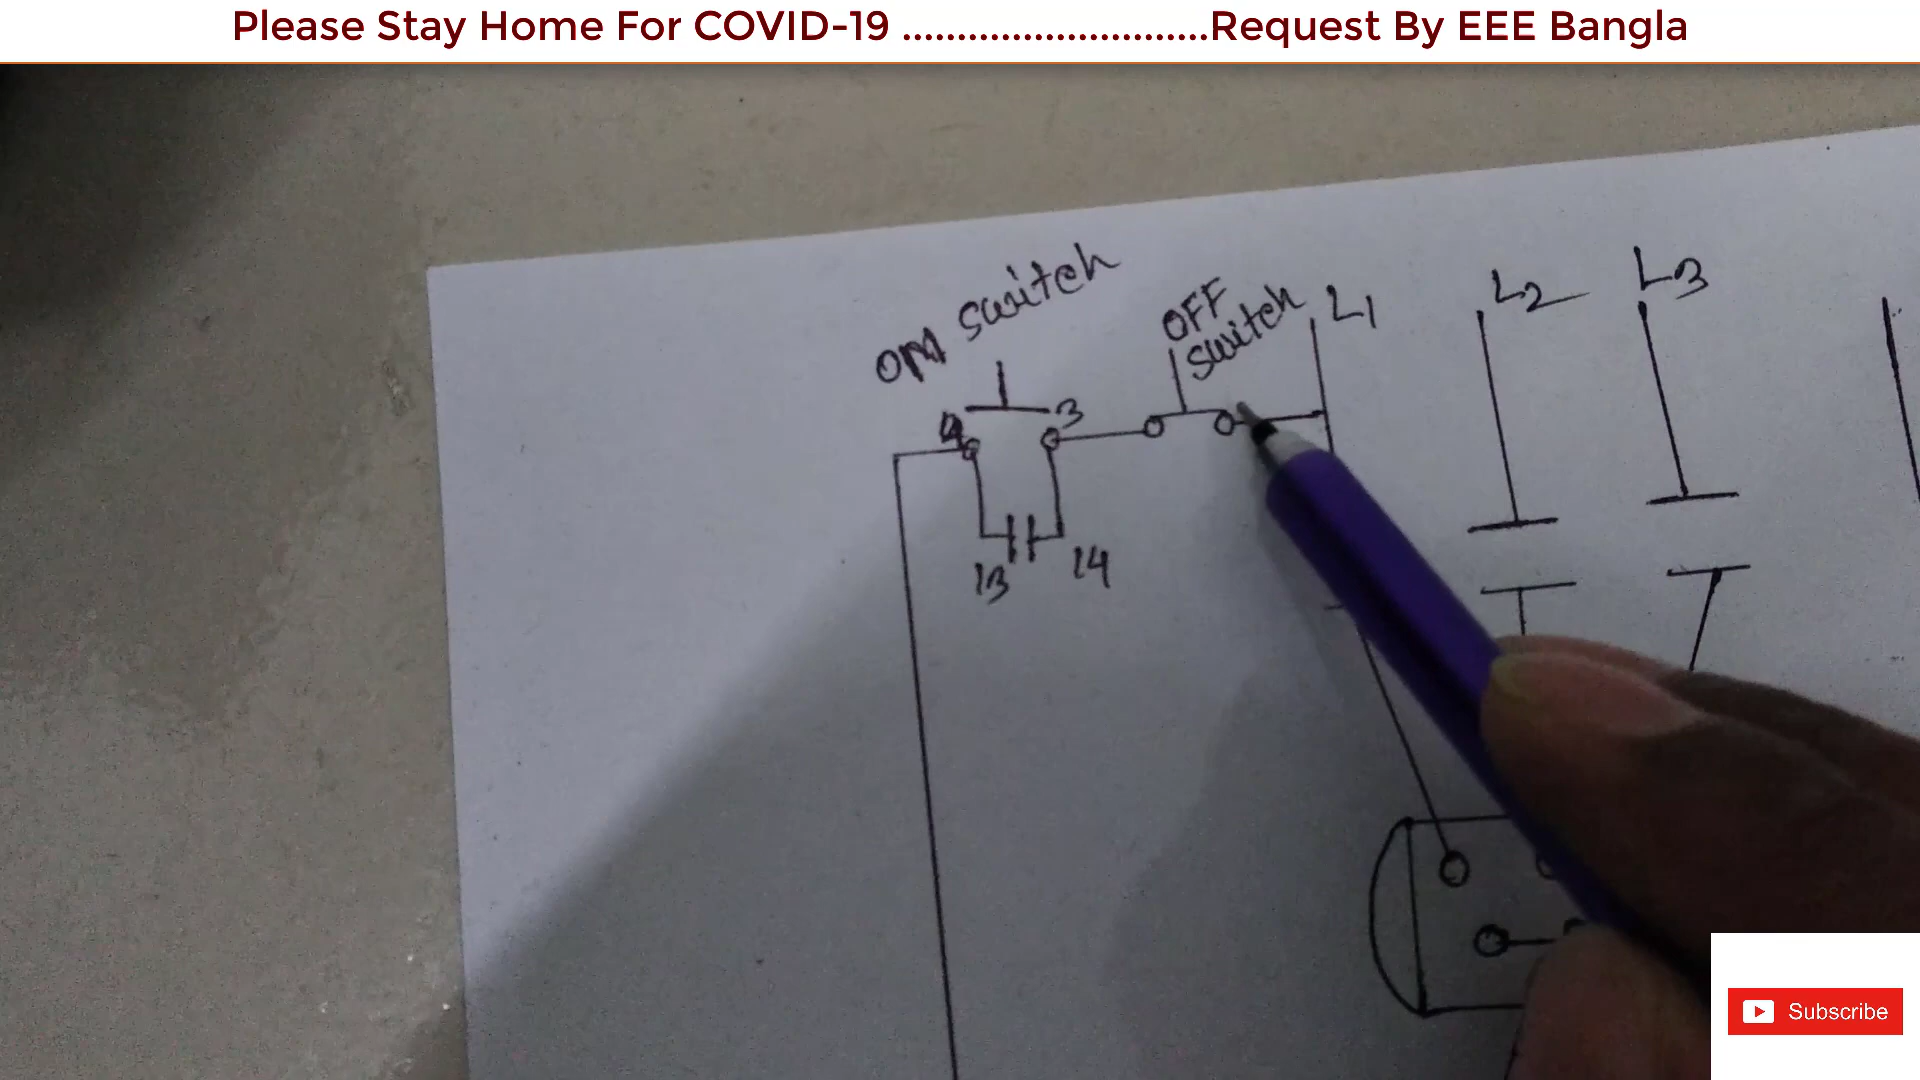 Please Stay Home For COVID-19 ............................Request By EEE Bangla
ON switch
OFF
switch
L1
L2
L3
4
3
13
14
Subscribe